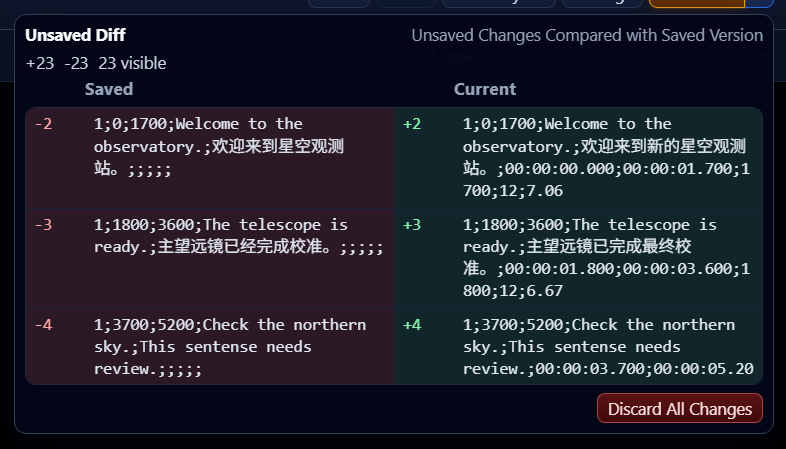 Unsaved Diff
Unsaved Changes Compared with Saved Version
+23 -23 23 visible
Saved
Current
-2
1;0;1700;Welcome to the
observatory.;欢迎来到星空观测
站。;;;;;
+2
1;0;1700;Welcome to the
observatory.;欢迎来到新的星空观测
站。;00:00:00.000;00:00:01.700;1
700;12;7.06
-3
1;1800;3600;The telescope is
ready.;主望远镜已经完成校准。;;;;;
+3
1;1800;3600;The telescope is
ready.;主望远镜已完成最终校
准。;00:00:01.800;00:00:03.600;1
800;12;6.67
-4
1;3700;5200;Check the northern
sky.;This sentense needs
review.;;;;;
+4
1;3700;5200;Check the northern
sky.;This sentense needs
review.;00:00:03.700;00:00:05.20
Discard All Changes